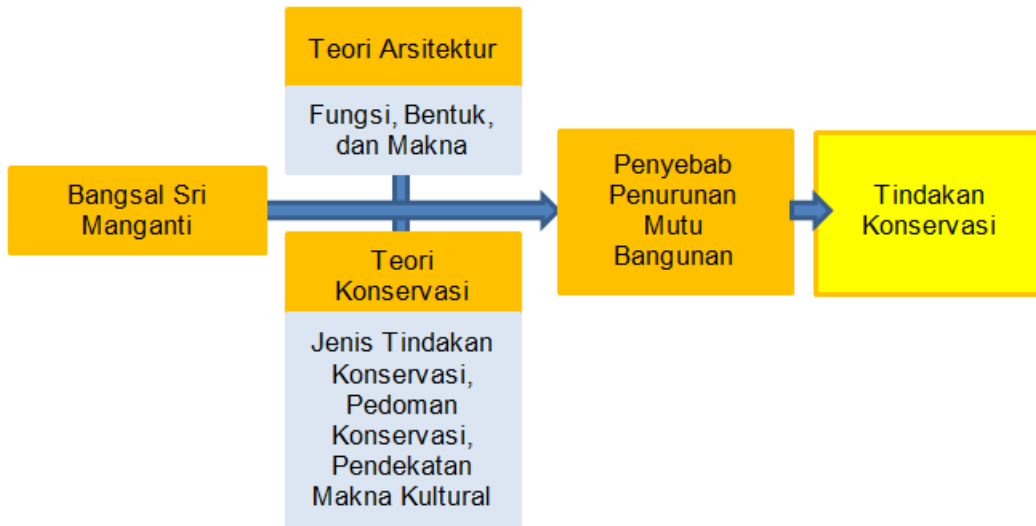 Teori Arsitektur
Fungsi, Bentuk,
dan Makna
Bangsal Sri
Manganti
Teori
Konservasi
Jenis Tindakan
Konservasi,
Pedoman
Konservasi,
Pendekatan
Makna Kultural
Penyebab
Penurunan
Mutu
Bangunan
Tindakan
Konservasi